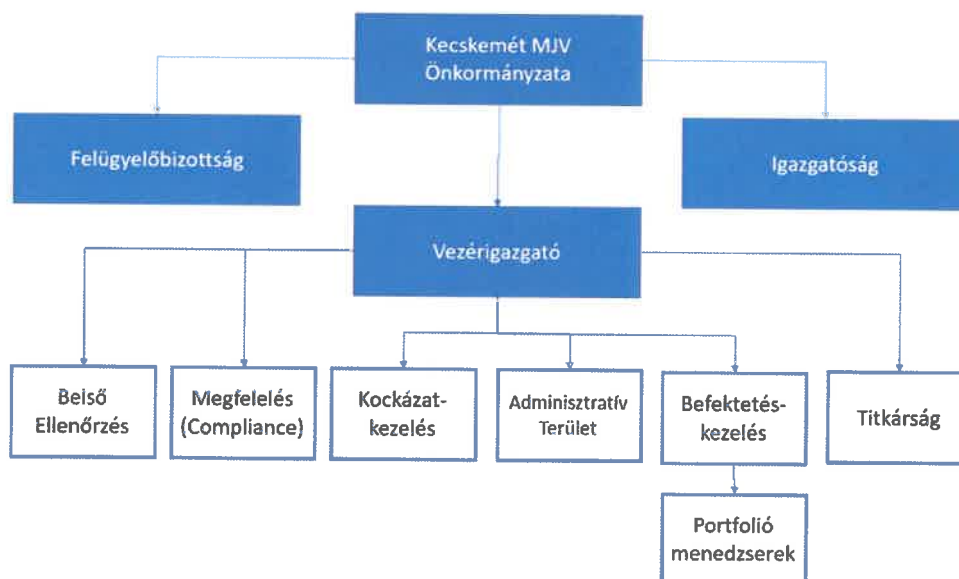 Kecskemét MJV
Önkormányzata
Felügyelőbizottság
Igazgatóság
Vezérigazgató
Belső
Ellenőrzés
Megfelelés
(Compliance)
Kockázat-
kezelés
Adminisztratív
Terület
Befektetés-
kezelés
Titkárság
Portfolió
menedzserek